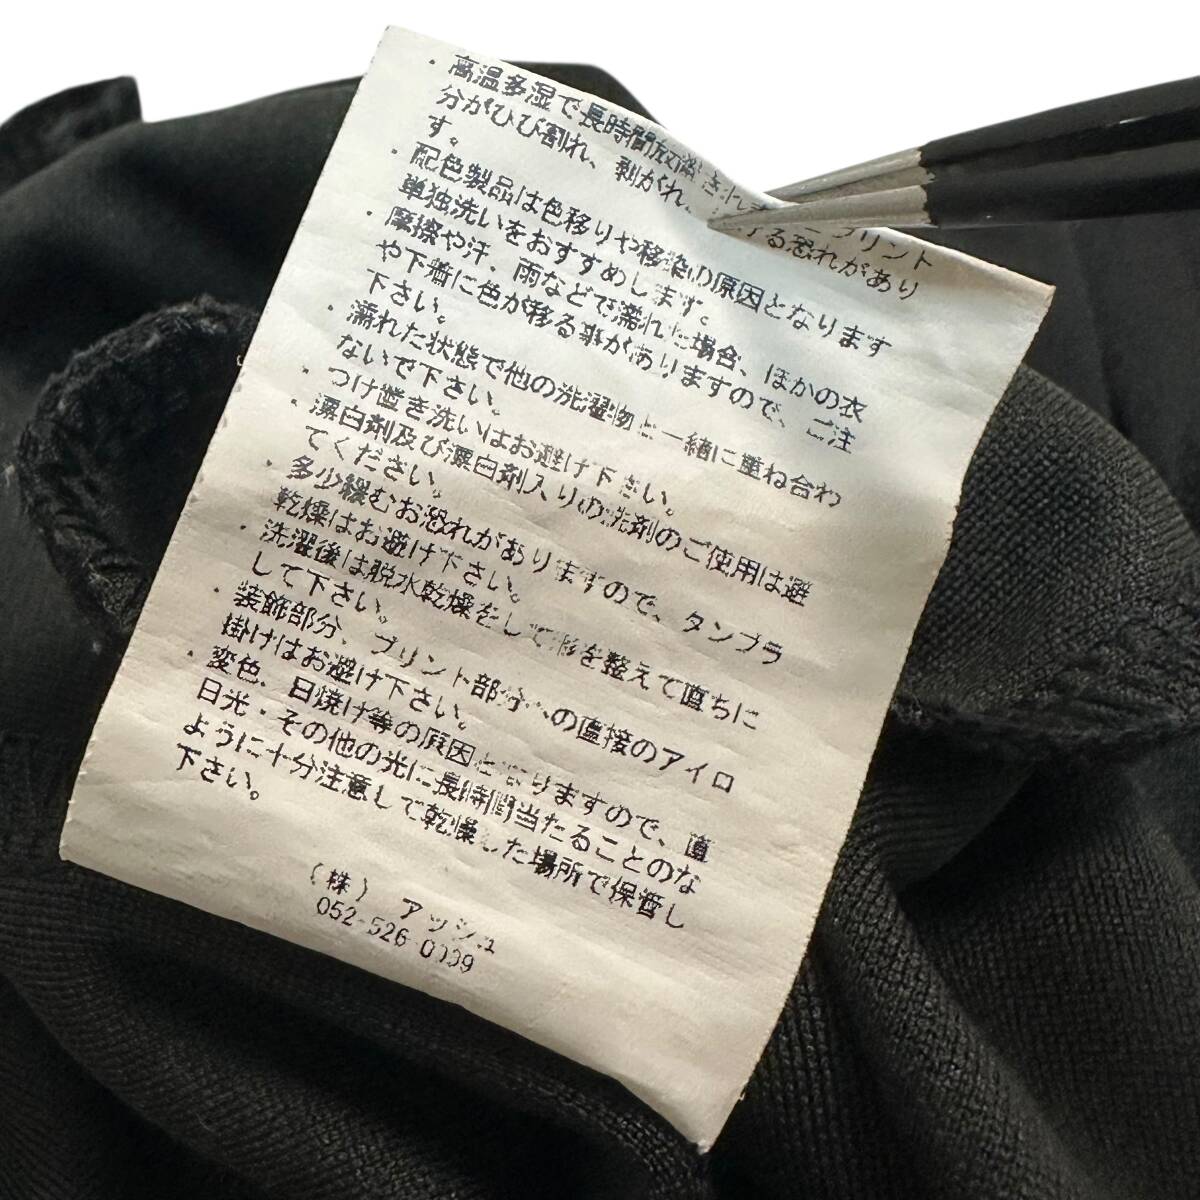 ・高温多湿で長時間放 プリント
分がひび割れ、剥がれ、 する恐れがあり
す。
・配色製品は色移りや移染の原因となります
単独洗いをおすすめします。
・摩擦や汗、雨などで濡れた場合、ほかの衣
や下着に色が移る事がありますので、ご注
下さい。
・濡れた状態で他の洗濯物と一緒に重ね合わ
ないで下さい。
・つけ置き洗いはお避け下さい。
・漂白剤及び漂白剤入りの洗剤のご使用は避
てください。
・多少縮むお恐れがありますので、タンブラ
乾燥はお避け下さい。
・洗濯後は脱水乾燥をして形を整えて直ちに
して下さい。
・装飾部分、プリント部分への直接のアイロ
掛けはお避け下さい。
・変色、日焼け等の原因となりますので、直
日光・その他の光に長時間当たることのな
ように十分注意して乾燥した場所で保管し
下さい。
(株) アッシュ
052-526-0039